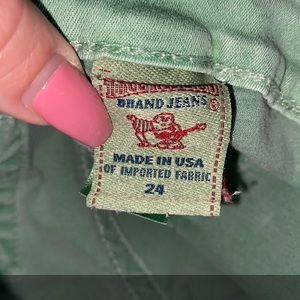 BRAND JEANS
®
MADE IN USA
OF IMPORTED FABRIC
24